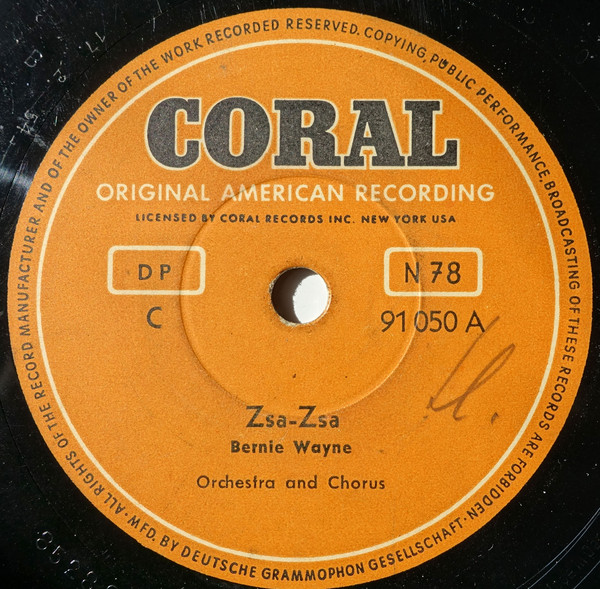 ALL RIGHTS OF THE RECORD MANUFACTURER AND OF THE OWNER OF THE WORK RECORDED RESERVED. COPYING, PUBLIC PERFORMANCE, BROADCASTING OF THESE RECORDS ARE FORBIDDEN
CORAL
ORIGINAL AMERICAN RECORDING
LICENSED BY CORAL RECORDS INC. NEW YORK USA
DP
N 78
C
91 050 A
Zsa-Zsa
Bernie Wayne
Orchestra and Chorus
MFD. BY DEUTSCHE GRAMMOPHON GESELLSCHAFT